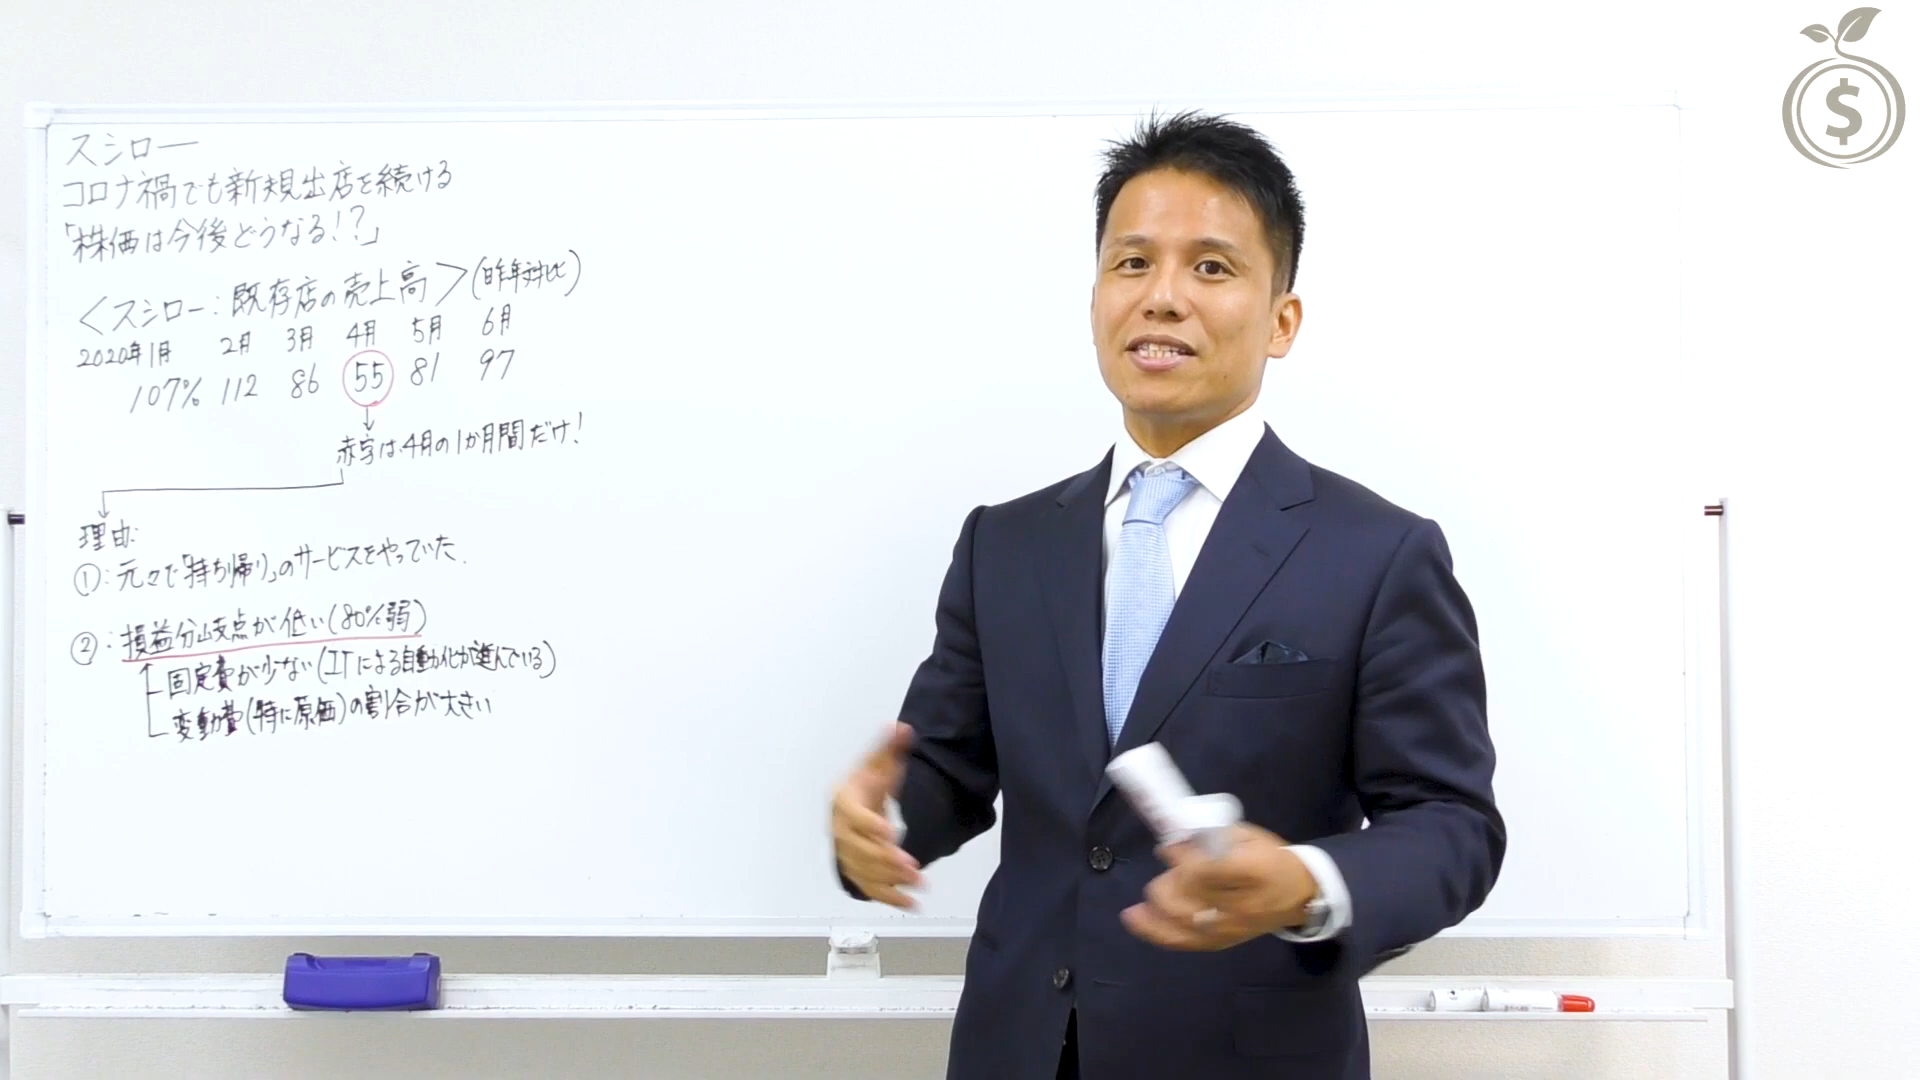 スシロー
コロナ禍でも新規出店を続ける
「株価は今後どうなる!?」
＜スシロー:既存店の売上高＞(昨年対比)
2020年1月 2月 3月 4月 5月 6月
107% 112 86 55 81 97
赤字は4月の1か月間だけ!
理由:
①:元々で「持ち帰り」のサービスをやっていた.
②:損益分岐点が低い(80%弱)
固定費が少ない(ITによる自動化が進んでいる)
変動費(特に原価)の割合が大きい
$